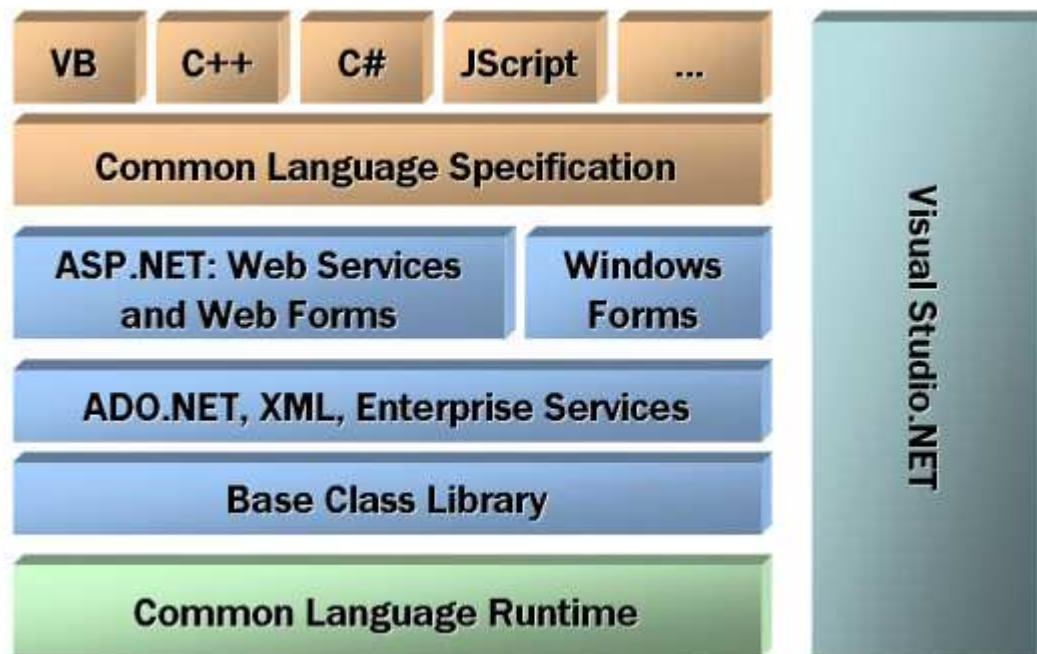 VB
C++
C#
JScript
...
Common Language Specification
ASP.NET: Web Services
and Web Forms
Windows
Forms
ADO.NET, XML, Enterprise Services
Base Class Library
Common Language Runtime
Visual Studio.NET